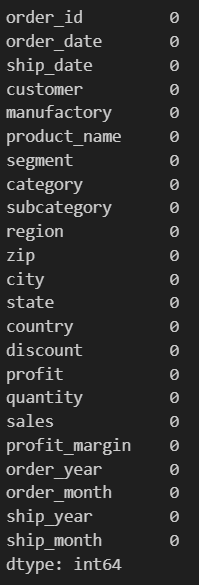 order_id 0
order_date 0
ship_date 0
customer 0
manufactory 0
product_name 0
segment 0
category 0
subcategory 0
region 0
zip 0
city 0
state 0
country 0
discount 0
profit 0
quantity 0
sales 0
profit_margin 0
order_year 0
order_month 0
ship_year 0
ship_month 0
dtype: int64